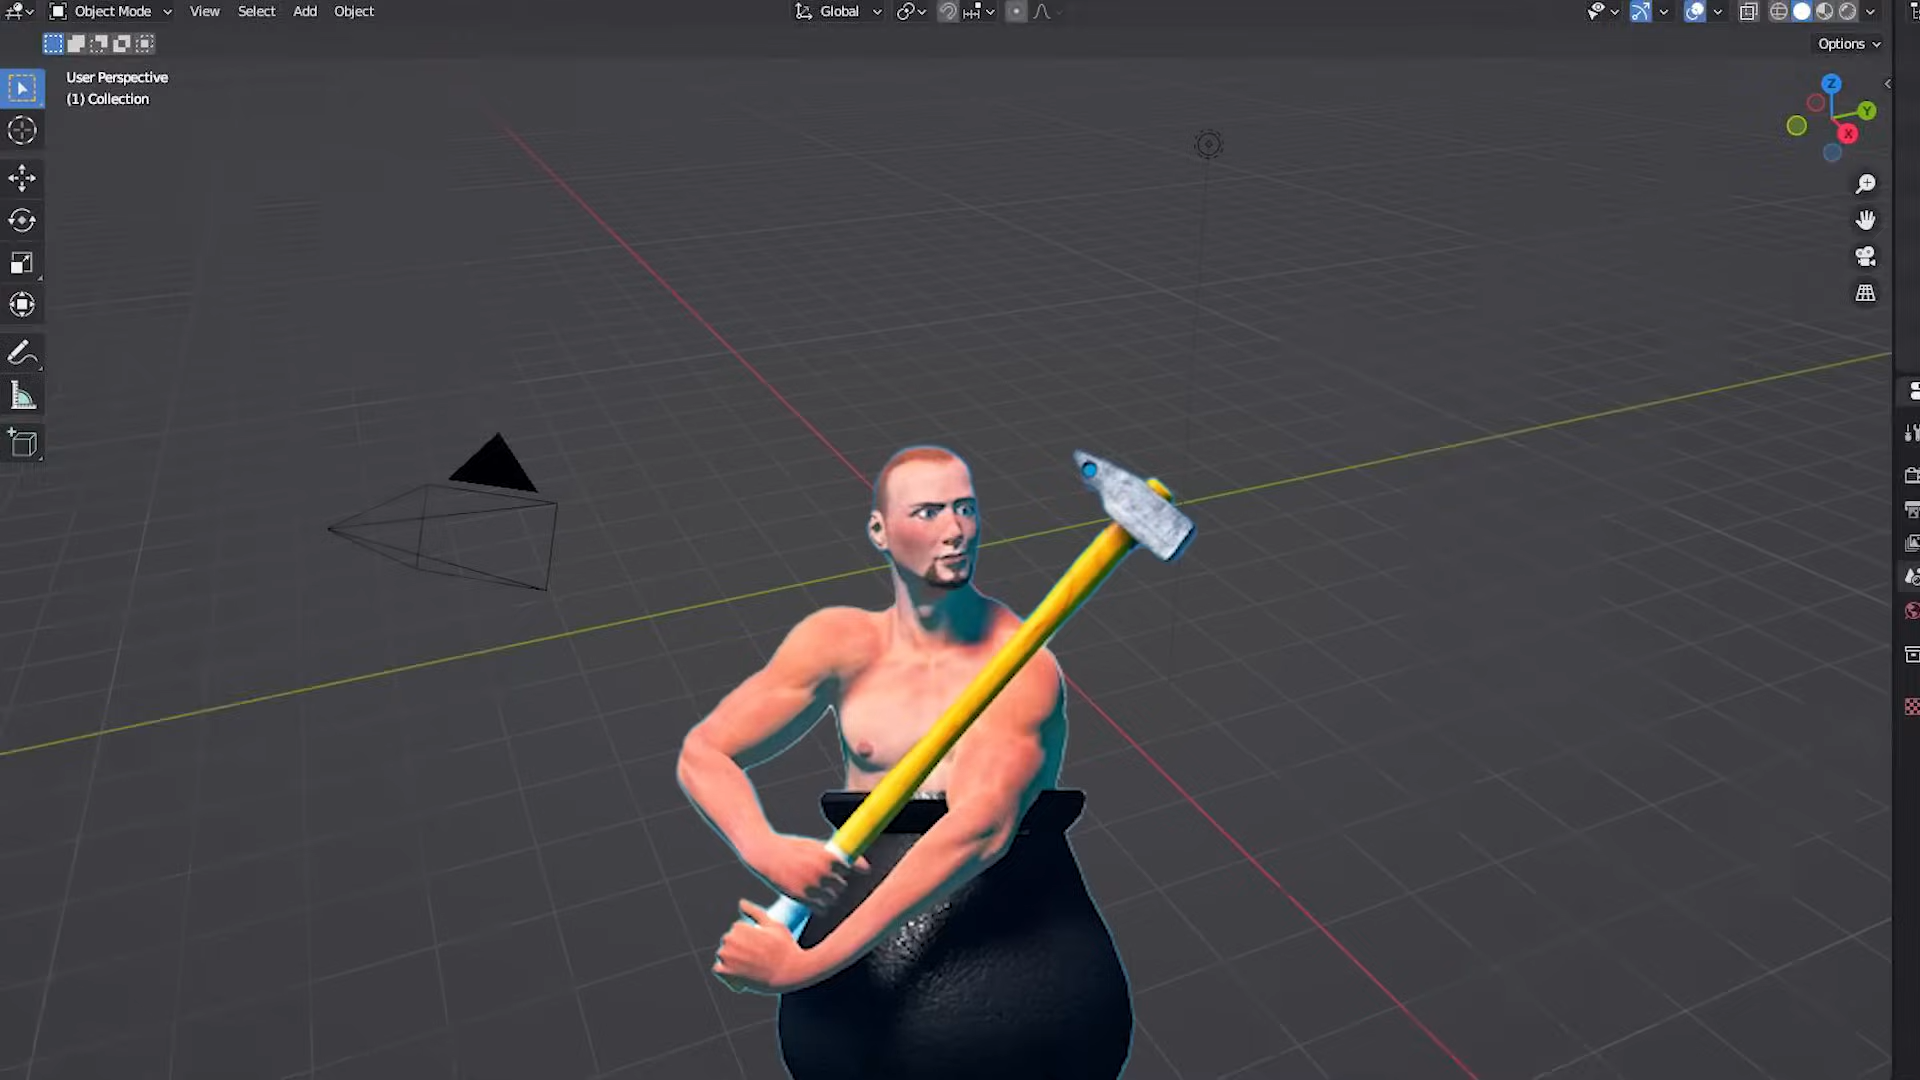 Object Mode View Select Add Object Global
Options
User Perspective
(1) Collection
Z
Y
X